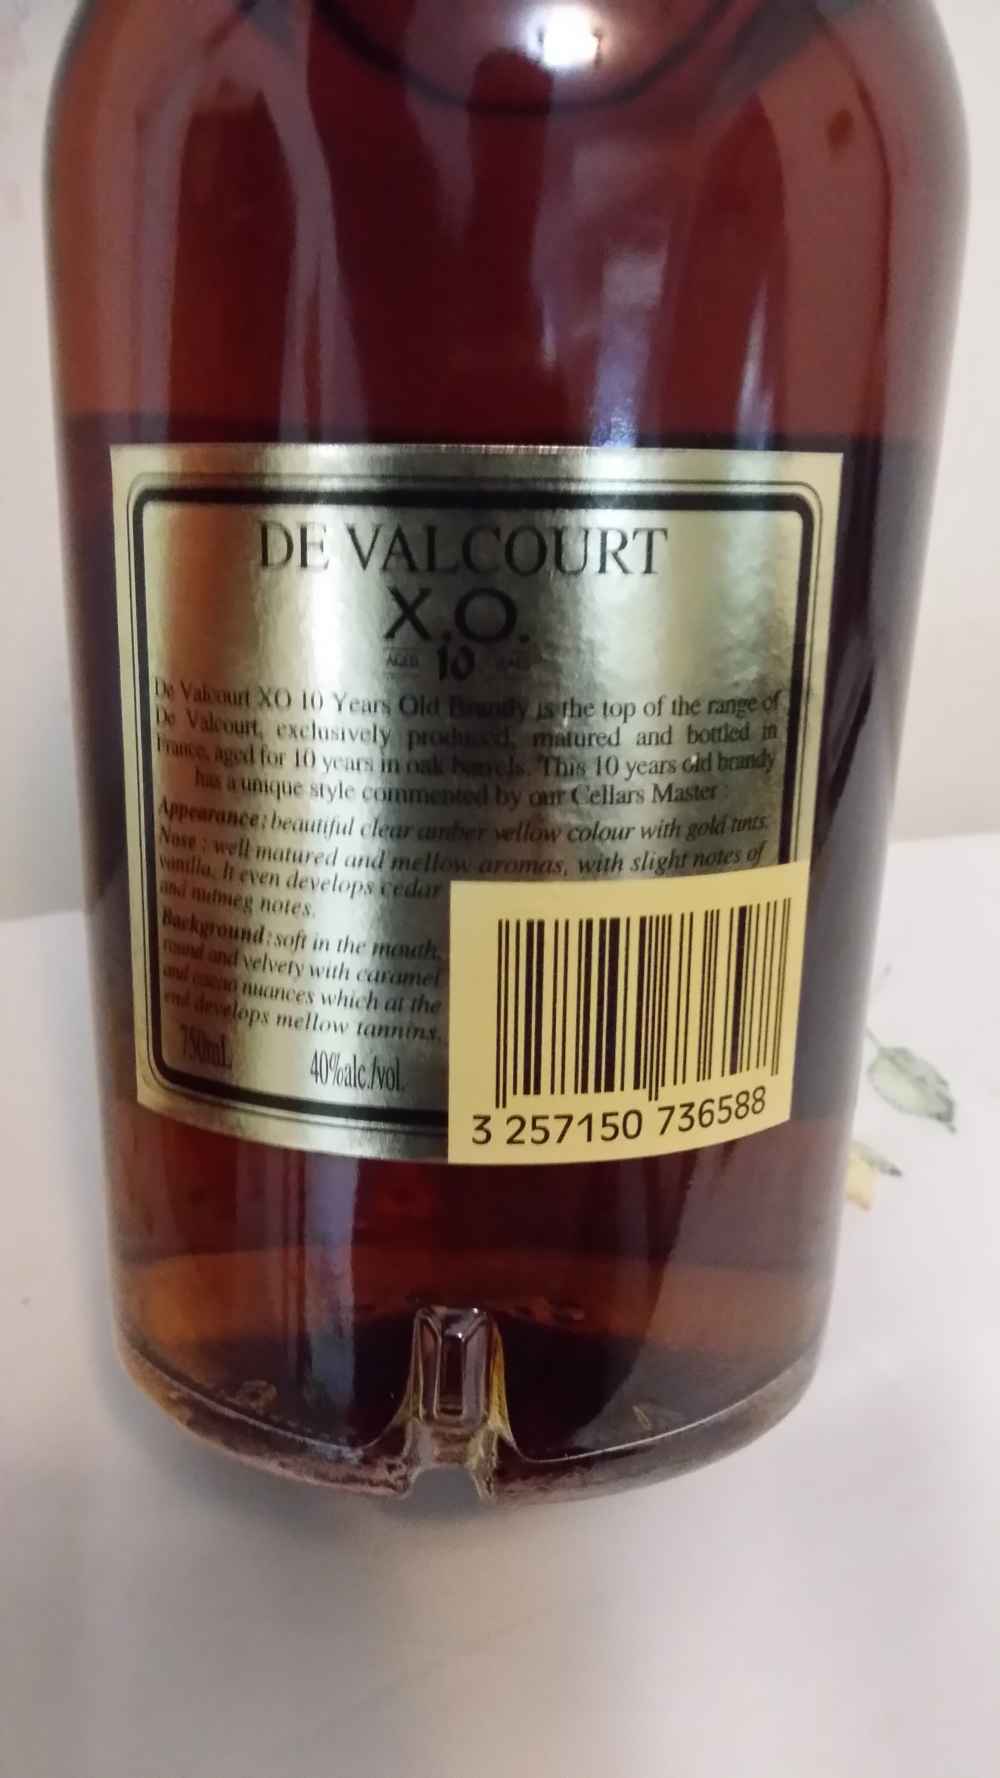 DE VALCOURT
X.O.
AGED 10 YEARS
De Valcourt XO 10 Years Old Brandy is the top of the range of
De Valcourt, exclusively produced, matured and bottled in
France, aged for 10 years in oak barrels. This 10 years old brandy
has a unique style commented by our Cellars Master :
Appearance : beautiful clear amber yellow colour with gold tints.
Nose : well matured and mellow aromas, with slight notes of
vanilla. It even develops cedar
and nutmeg notes.
Background : soft in the mouth,
round and velvety with caramel
and cacao nuances which at the
end develops mellow tannins.
750mL 40%alc./vol.
3 257150 736588